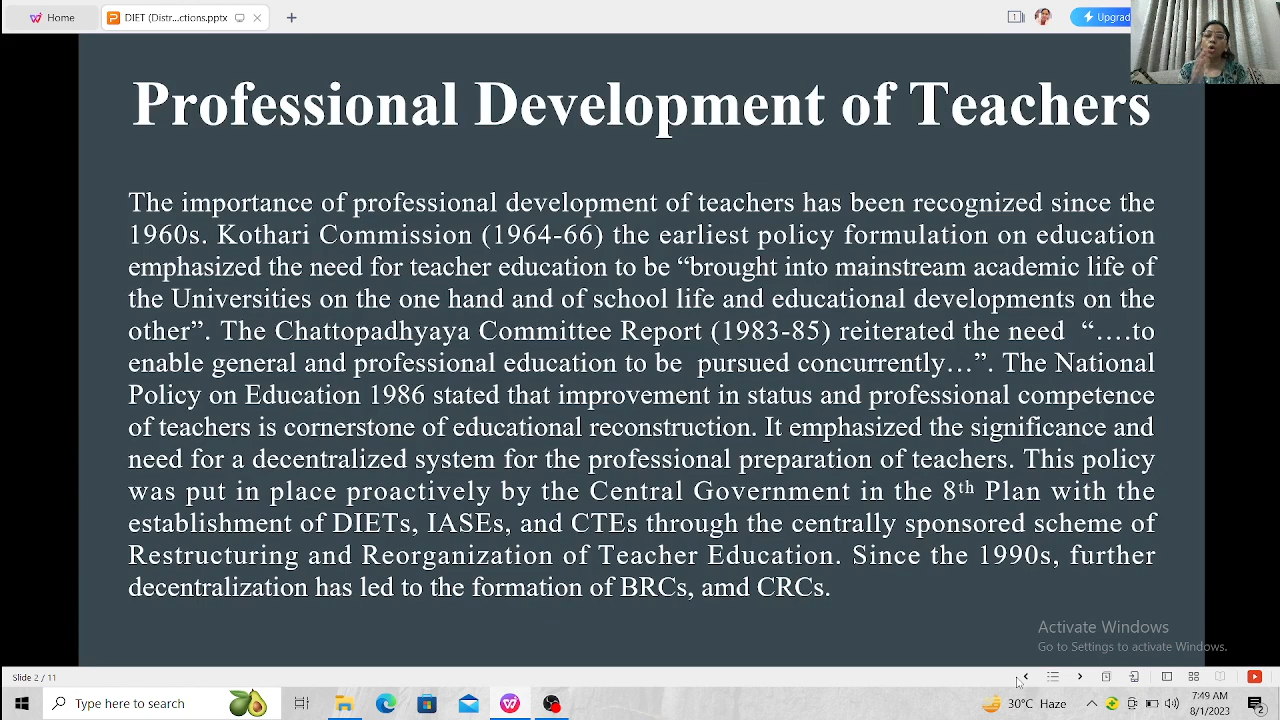 Home
DIET (Distr...ctions.pptx
1
Upgrad
Professional Development of Teachers
The importance of professional development of teachers has been recognized since the
1960s. Kothari Commission (1964-66) the earliest policy formulation on education
emphasized the need for teacher education to be “brought into mainstream academic life of
the Universities on the one hand and of school life and educational developments on the
other”. The Chattopadhyaya Committee Report (1983-85) reiterated the need “….to
enable general and professional education to be pursued concurrently…”. The National
Policy on Education 1986 stated that improvement in status and professional competence
of teachers is cornerstone of educational reconstruction. It emphasized the significance and
need for a decentralized system for the professional preparation of teachers. This policy
was put in place proactively by the Central Government in the 8th Plan with the
establishment of DIETs, IASEs, and CTEs through the centrally sponsored scheme of
Restructuring and Reorganization of Teacher Education. Since the 1990s, further
decentralization has led to the formation of BRCs, amd CRCs.
Activate Windows
Go to Settings to activate Windows.
Slide 2 / 11
Type here to search
30°C Haze
7:49 AM
8/1/2023
2